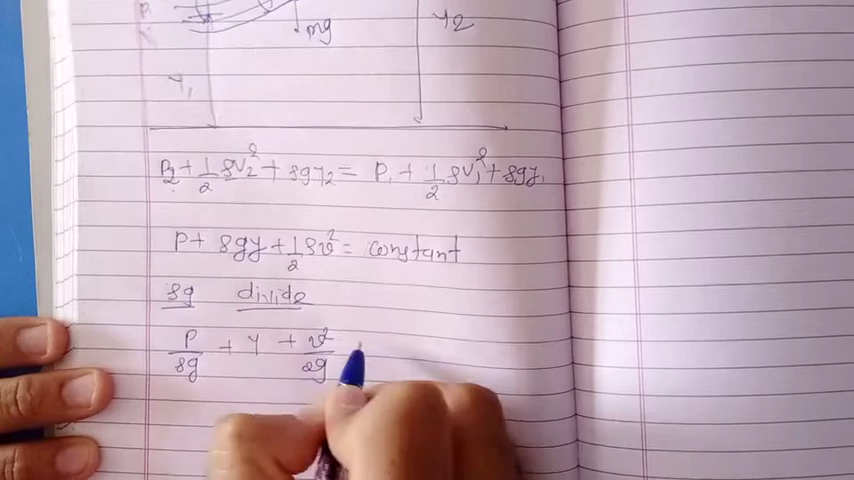 mg
y2
y1
P2 + 1/2 ρv2² + ρgy2 = P1 + 1/2 ρv1² + ρgy1
P + ρgy + 1/2 ρv² = constant
ρg divide
P/ρg + y + v²/2g